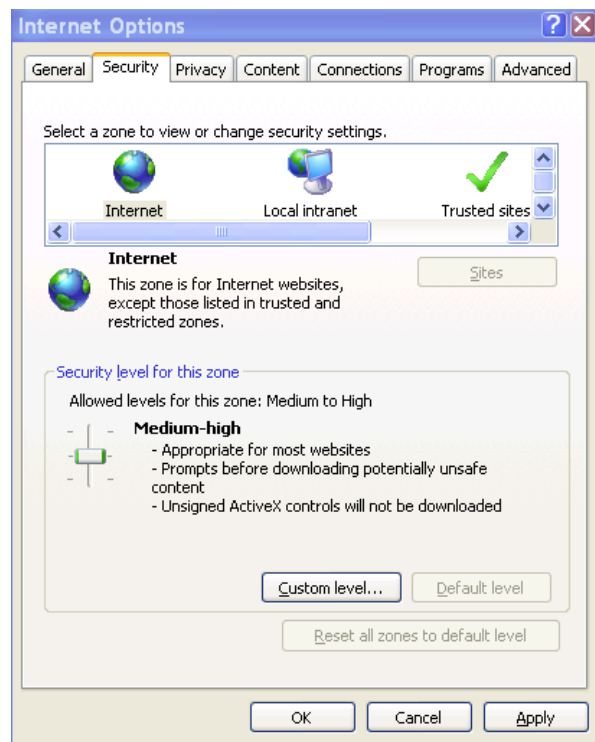 Internet Options
General Security Privacy Content Connections Programs Advanced
Select a zone to view or change security settings.
Internet Local intranet Trusted sites
Internet
This zone is for Internet websites,
except those listed in trusted and
restricted zones.
Sites
Security level for this zone
Allowed levels for this zone: Medium to High
Medium-high
- Appropriate for most websites
- Prompts before downloading potentially unsafe
content
- Unsigned ActiveX controls will not be downloaded
Custom level... Default level
Reset all zones to default level
OK Cancel Apply